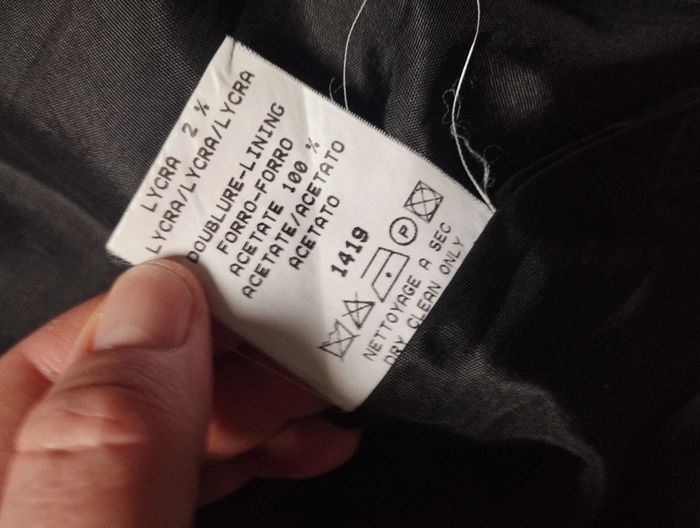 LYCRA 2 %
LYCRA/LYCRA/LYCRA
DOUBLURE-LINING
FORRO-FORRO
ACETATE 100 %
ACETATE/ACETATO
ACETATO
1419
P
NETTOYAGE A SEC
DRY CLEAN ONLY